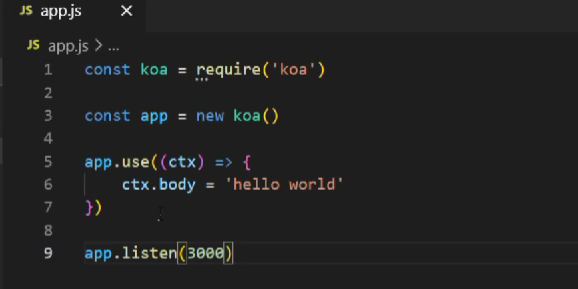 JS app.js ×
JS app.js > ...
1 const koa = require('koa')
2
3 const app = new koa()
4
5 app.use((ctx) => {
6     ctx.body = 'hello world'
7 })
8
9 app.listen(3000)